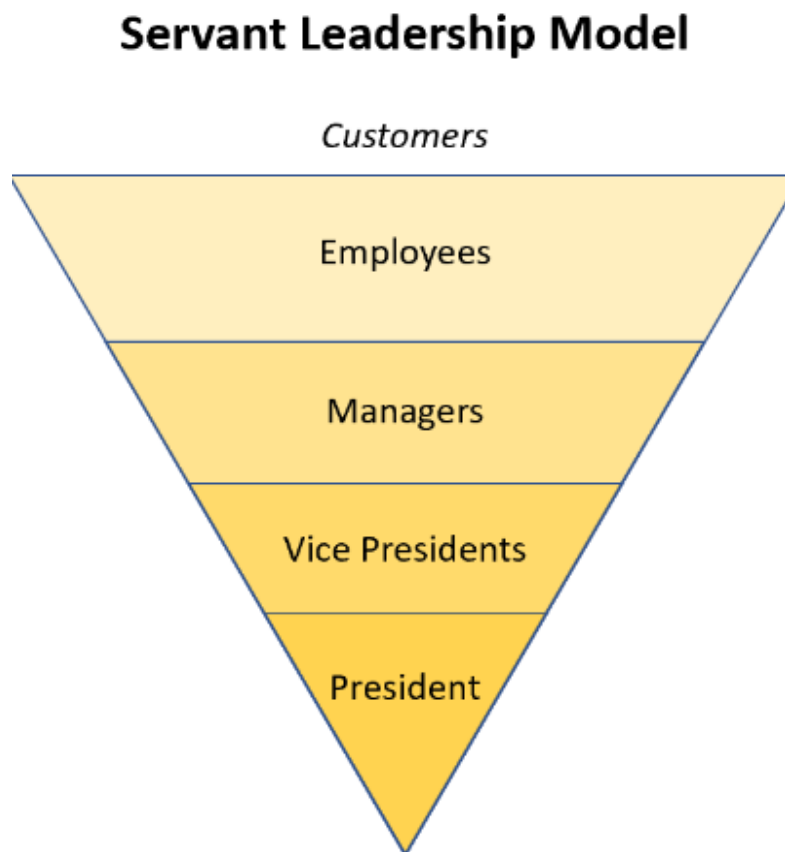 Servant Leadership Model
Customers
Employees
Managers
Vice Presidents
President